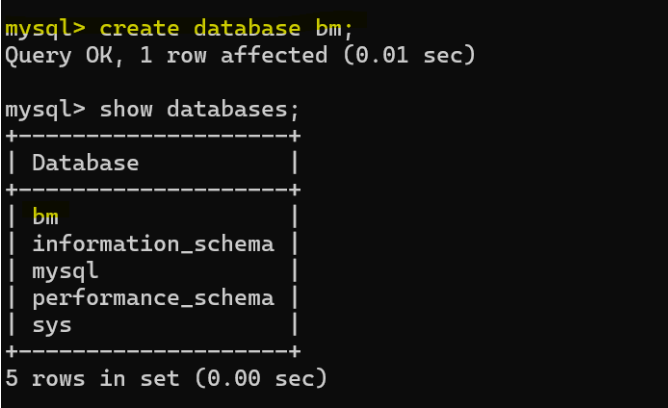 mysql> create database bm;
Query OK, 1 row affected (0.01 sec)
mysql> show databases;
+--------------------+
| Database           |
+--------------------+
| bm                 |
| information_schema |
| mysql              |
| performance_schema |
| sys                |
+--------------------+
5 rows in set (0.00 sec)